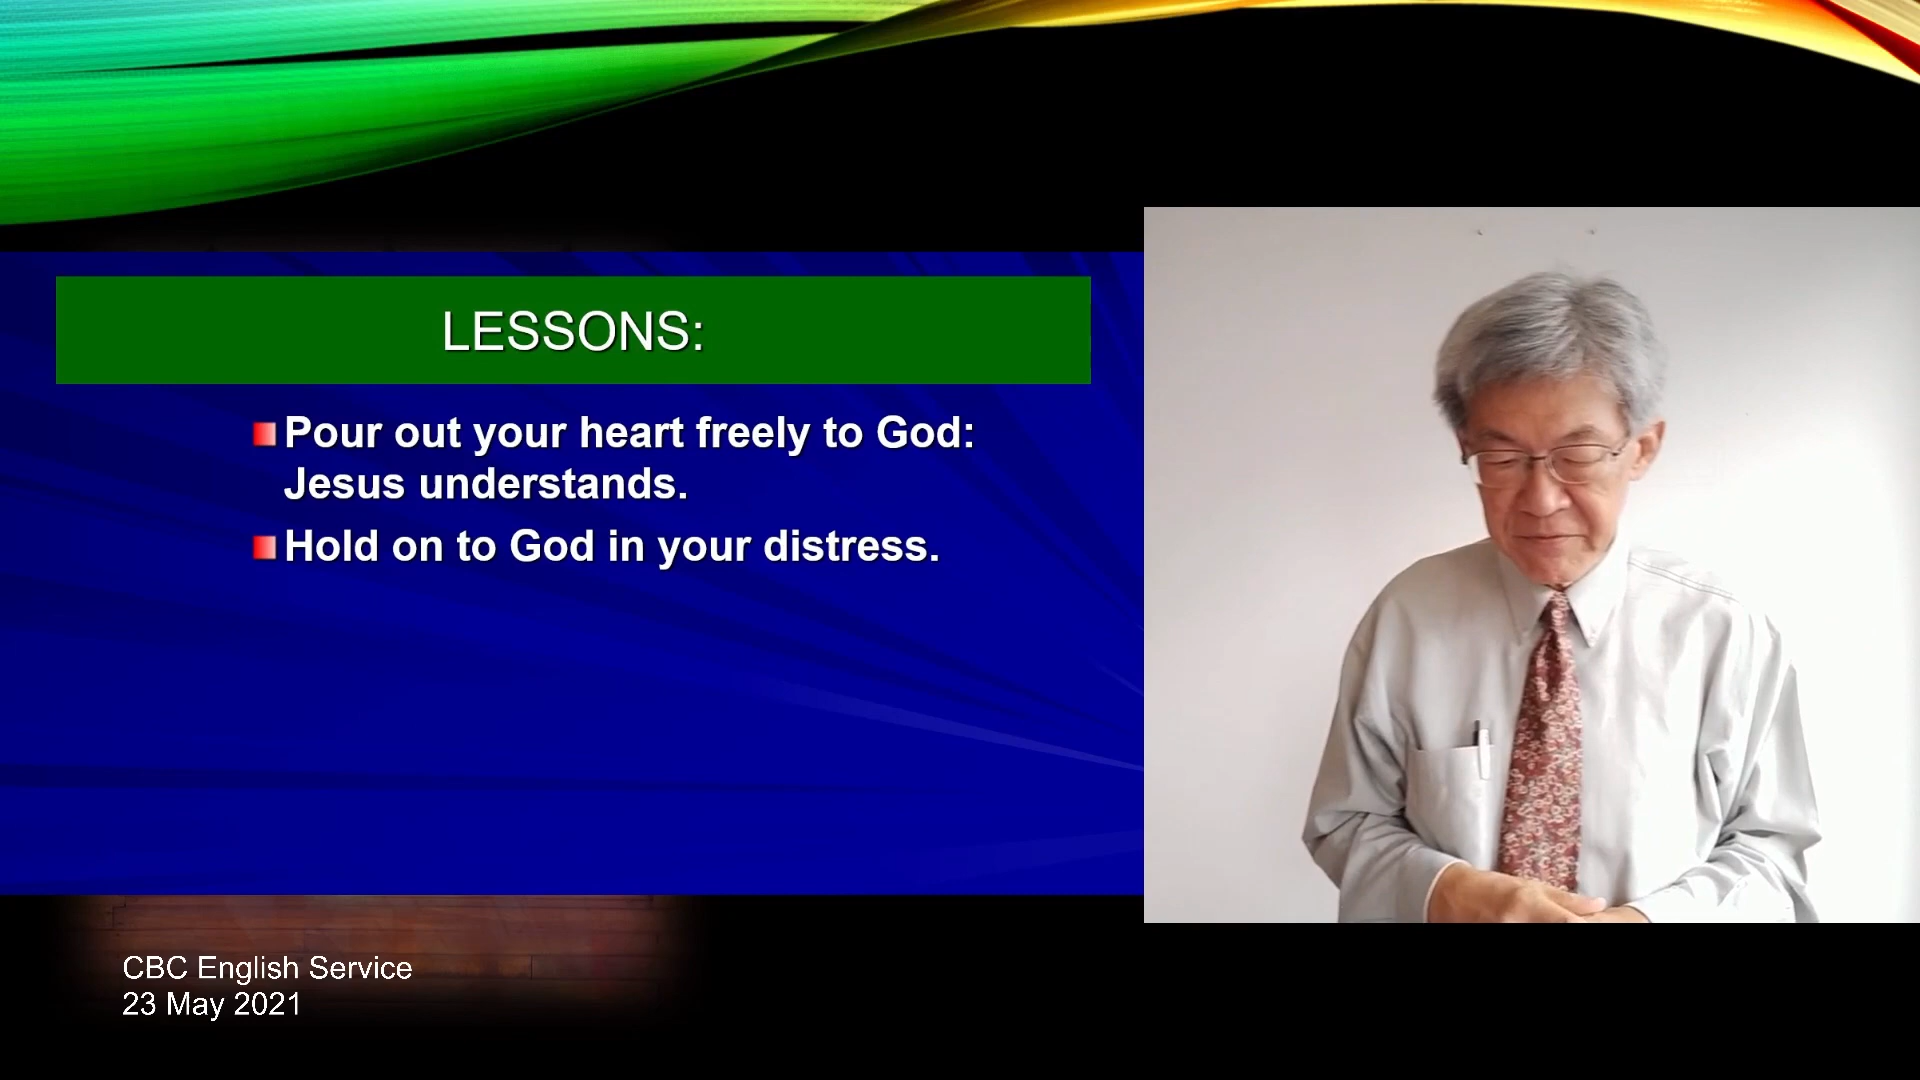 LESSONS:
Pour out your heart freely to God:
Jesus understands.
Hold on to God in your distress.
CBC English Service
23 May 2021